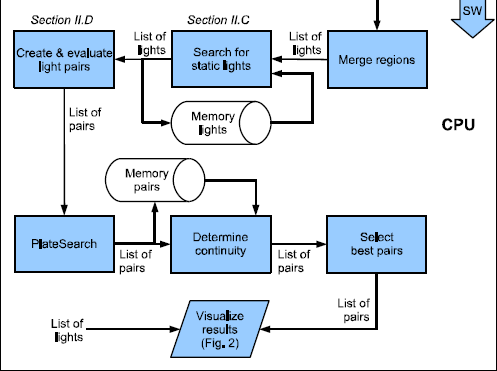 Section II.D
Section II.C
SW
List of
lights
List of
lights
Create & evaluate
light pairs
Search for
static lights
Merge regions
Memory
lights
CPU
List of
pairs
Memory
pairs
PlateSearch
Determine
continuity
Select
best pairs
List of
pairs
List of
pairs
List of
pairs
List of
lights
Visualize
results
(Fig. 2)